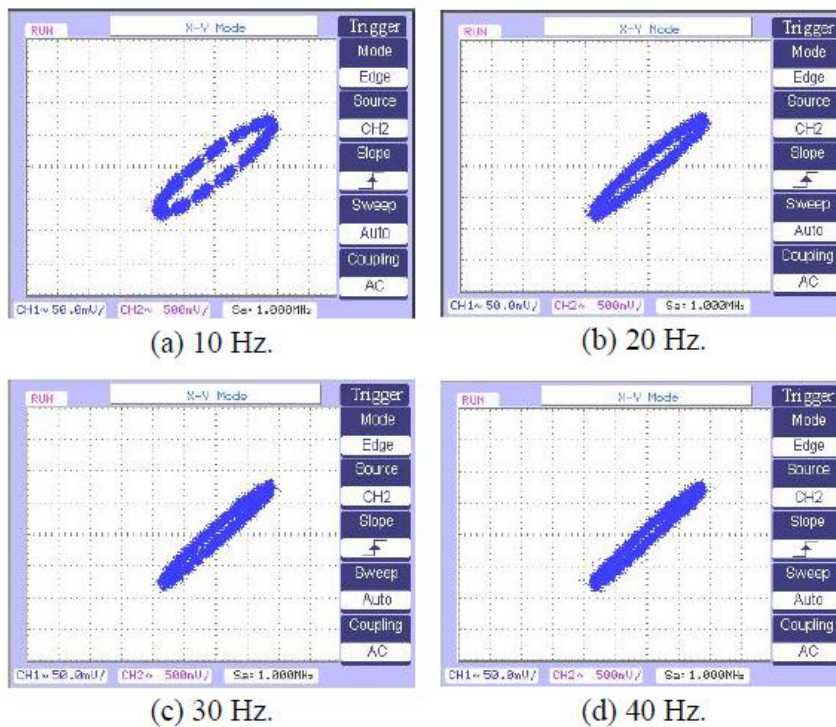 RUN X-Y Mode Trigger
Mode
Edge
Source
CH2
Slope
Sweep
Auto
Coupling
AC
CH1~50.0mV/ CH2~ 500mV/ Sa=1.000MHz
(a) 10 Hz.
RUN X-Y Mode Trigger
Mode
Edge
Source
CH2
Slope
Sweep
Auto
Coupling
AC
CH1~50.0mV/ CH2~ 500mV/ Sa=1.000MHz
(b) 20 Hz.
RUN X-Y Mode Trigger
Mode
Edge
Source
CH2
Slope
Sweep
Auto
Coupling
AC
CH1~50.0mV/ CH2~ 500mV/ Sa=1.000MHz
(c) 30 Hz.
RUN X-Y Mode Trigger
Mode
Edge
Source
CH2
Slope
Sweep
Auto
Coupling
AC
CH1~50.0mV/ CH2~ 500mV/ Sa=1.000MHz
(d) 40 Hz.